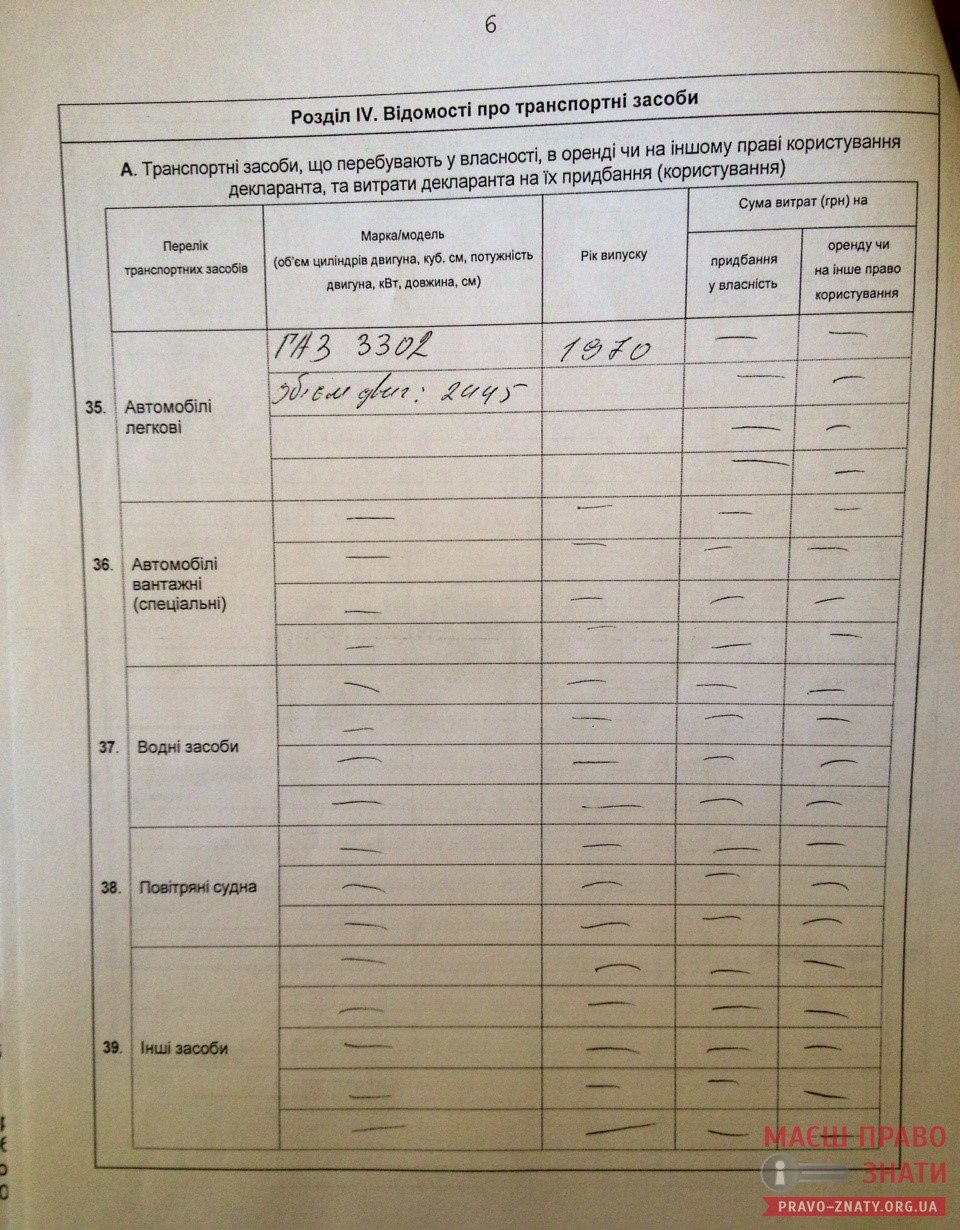 6
Розділ IV. Відомості про транспортні засоби
А. Транспортні засоби, що перебувають у власності, в оренді чи на іншому праві користування
декларанта, та витрати декларанта на їх придбання (користування)
Перелік
транспортних засобів
Марка/модель
(об'єм циліндрів двигуна, куб. см, потужність
двигуна, кВт, довжина, см)
Рік випуску
Сума витрат (грн) на
придбання
у власність
оренду чи
на інше право
користування
35. Автомобілі
легкові
ГАЗ 3302
1970
— —
об'єм двиг: 2445
— —
— —
— —
36. Автомобілі
вантажні
(спеціальні)
— — — —
— — — —
— — — —
— — — —
37. Водні засоби
— — — —
— — — —
— — — —
— — — —
38. Повітряні судна
— — — —
— — — —
— — — —
39. Інші засоби
— — — —
— — — —
— — — —
— — — —
— — — —
МАЄШ ПРАВО
ЗНАТИ
PRAVO-ZNATY.ORG.UA